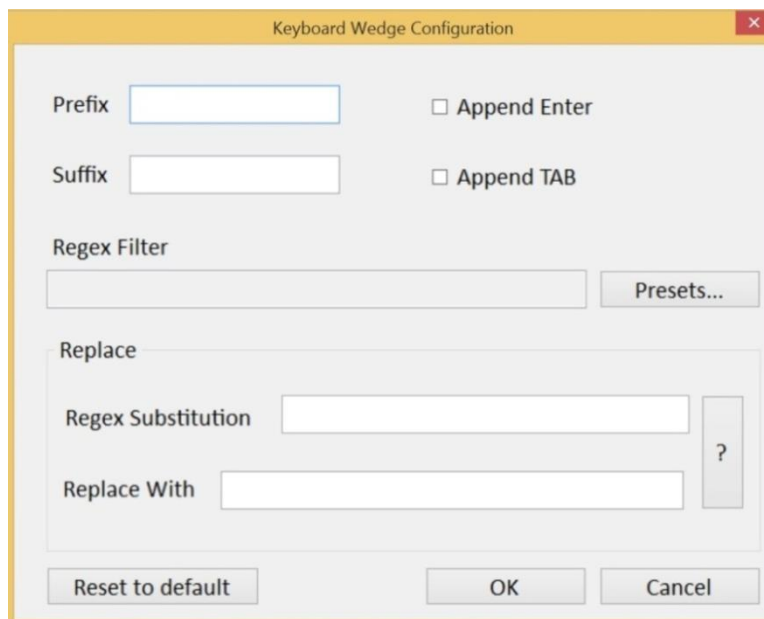 Keyboard Wedge Configuration
Prefix
Append Enter
Suffix
Append TAB
Regex Filter
Presets...
Replace
Regex Substitution
?
Replace With
Reset to default
OK
Cancel